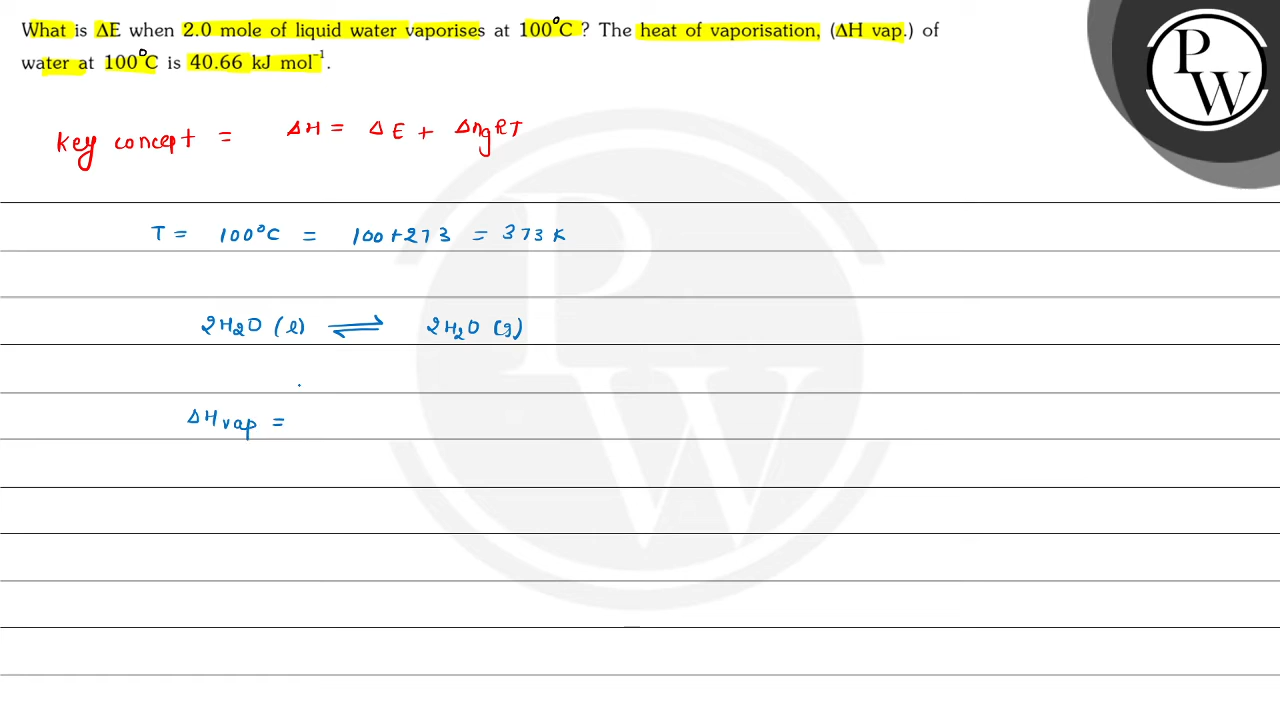 What is ΔE when 2.0 mole of liquid water vaporises at 100°C ? The heat of vaporisation, (ΔH vap.) of
water at 100°C is 40.66 kJ mol⁻¹.
P
W
key concept = ΔH = ΔE + ΔngRT
T = 100°C = 100+273 = 373 K
2H2O (l) ⇌ 2H2O (g)
ΔHvap =
P
W